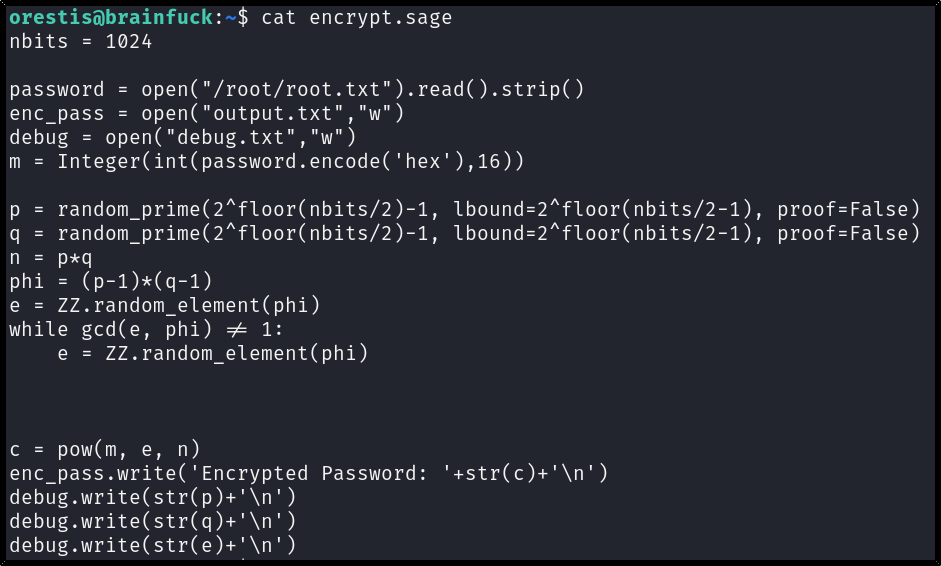 orestis@brainfuck:~$ cat encrypt.sage
nbits = 1024

password = open("/root/root.txt").read().strip()
enc_pass = open("output.txt","w")
debug = open("debug.txt","w")
m = Integer(int(password.encode('hex'),16))

p = random_prime(2^floor(nbits/2)-1, lbound=2^floor(nbits/2-1), proof=False)
q = random_prime(2^floor(nbits/2)-1, lbound=2^floor(nbits/2-1), proof=False)
n = p*q
phi = (p-1)*(q-1)
e = ZZ.random_element(phi)
while gcd(e, phi) != 1:
    e = ZZ.random_element(phi)



c = pow(m, e, n)
enc_pass.write('Encrypted Password: '+str(c)+'\n')
debug.write(str(p)+'\n')
debug.write(str(q)+'\n')
debug.write(str(e)+'\n')